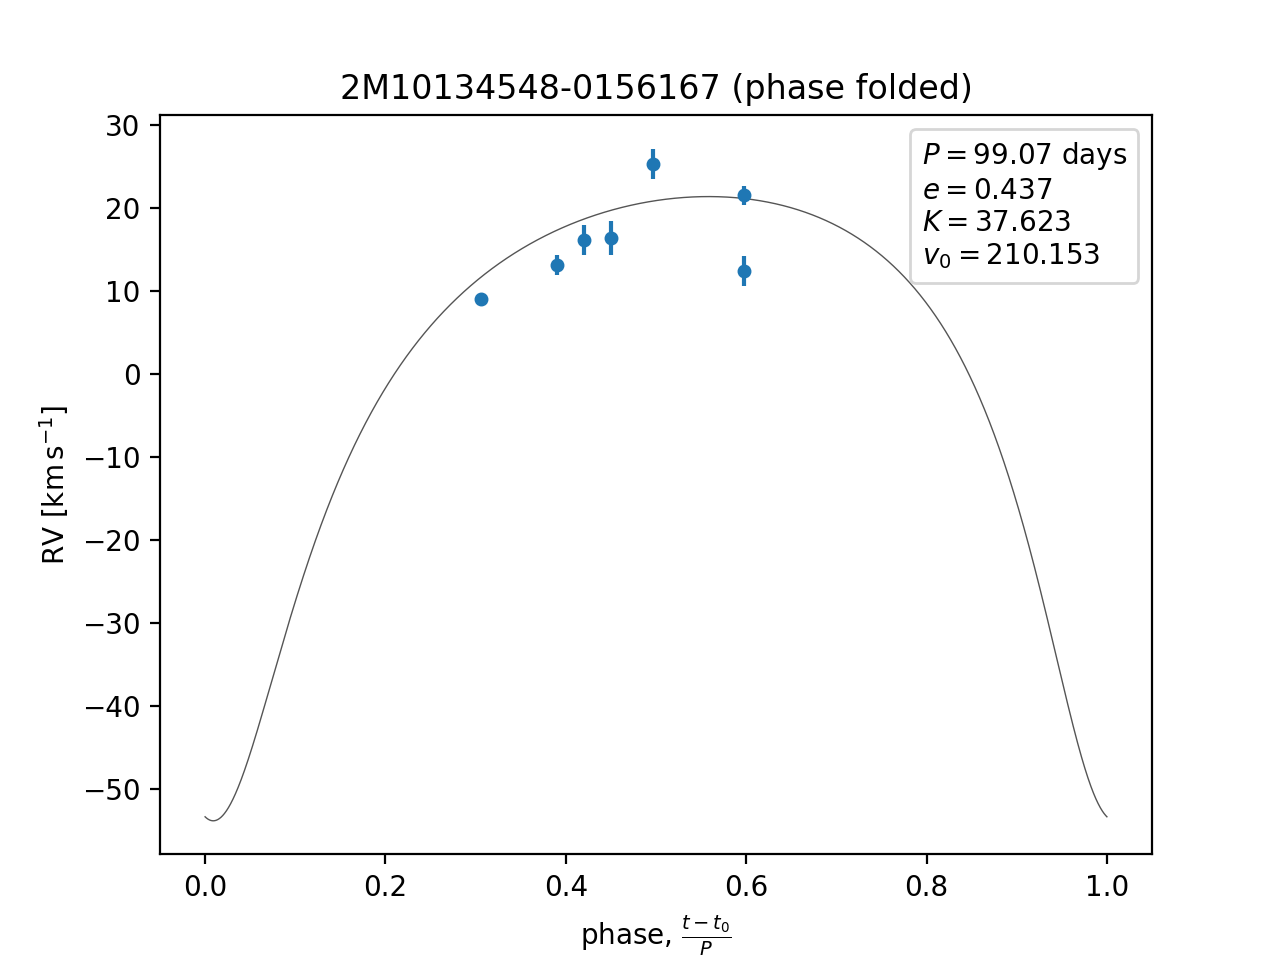 2M10134548-0156167 (phase folded)
30
20
10
0
−10
−20
−30
−40
−50
RV [km s⁻¹]
P = 99.07 days
e = 0.437
K = 37.623
v₀ = 210.153
0.0 0.2 0.4 0.6 0.8 1.0
phase, (t − t₀)/P